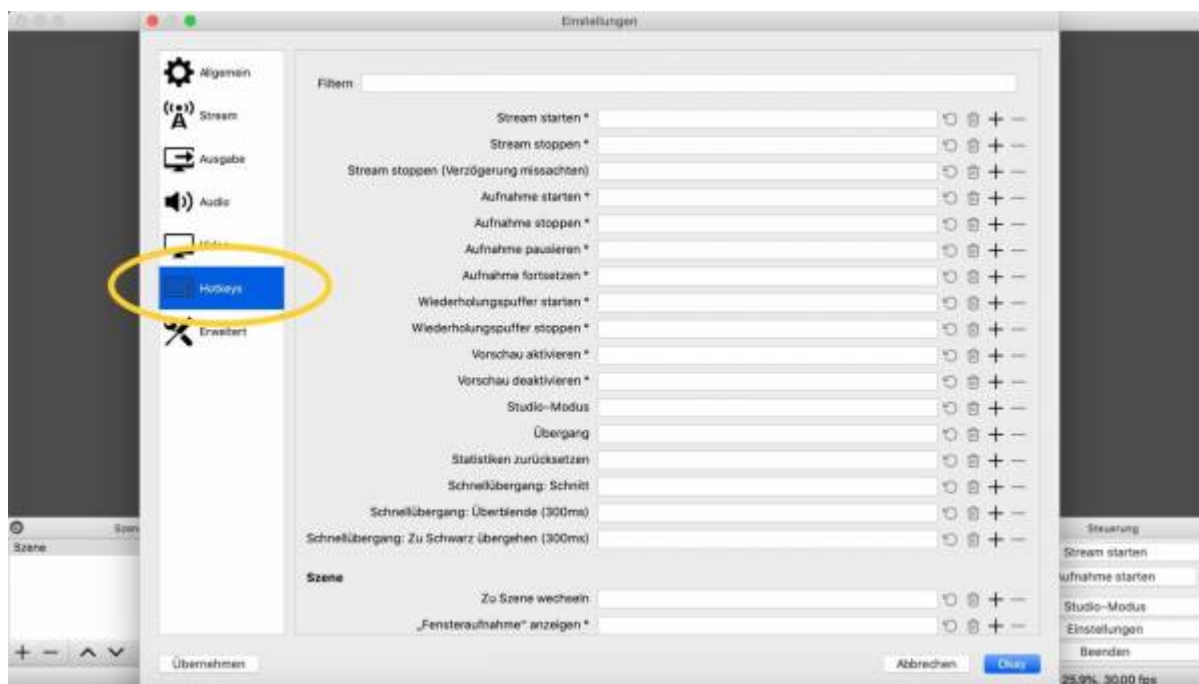 Einstellungen
Allgemein
Stream
Ausgabe
Audio
Video
Hotkeys
Erweitert
Filtern
Stream starten *
Stream stoppen *
Stream stoppen (Verzögerung missachten)
Aufnahme starten *
Aufnahme stoppen *
Aufnahme pausieren *
Aufnahme fortsetzen *
Wiederholungspuffer starten *
Wiederholungspuffer stoppen *
Vorschau aktivieren *
Vorschau deaktivieren *
Studio-Modus
Übergang
Statistiken zurücksetzen
Schnellübergang: Schnitt
Schnellübergang: Überblende (300ms)
Schnellübergang: Zu Schwarz übergehen (300ms)
Szene
Zu Szene wechseln
„Fensteraufnahme“ anzeigen *
Übernehmen
Abbrechen
Okay
Szene
Steuerung
Stream starten
ufnahme starten
Studio-Modus
Einstellungen
Beenden
25.9%, 30.00 fps